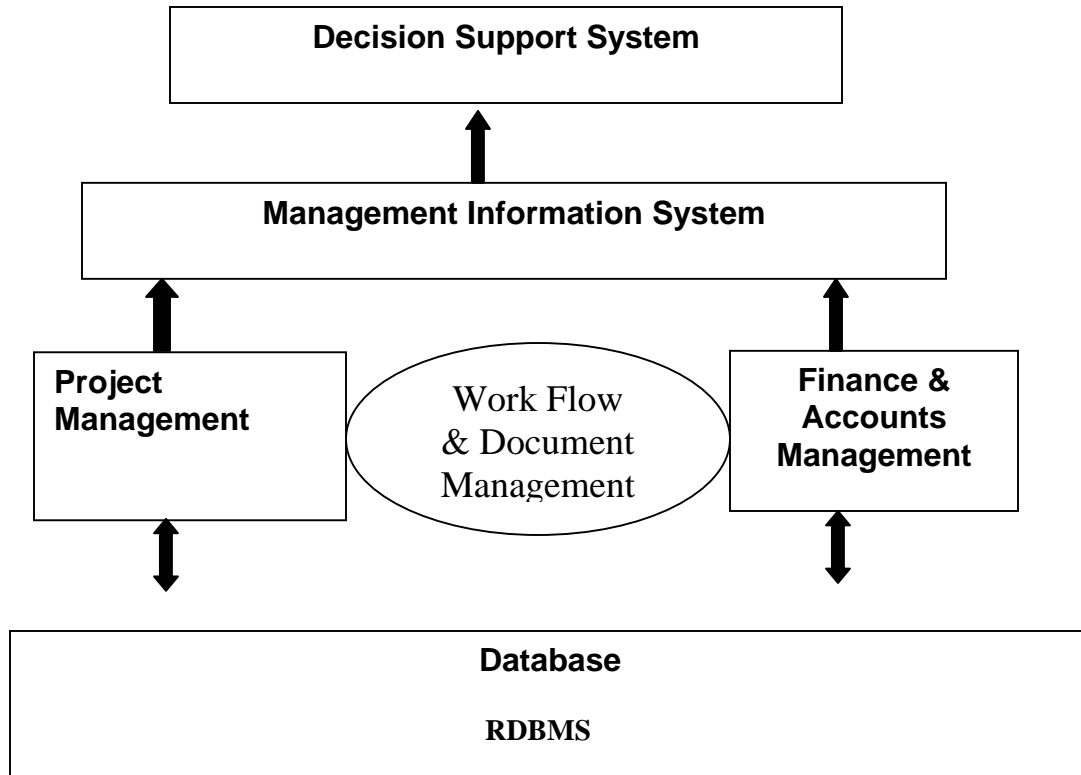 Decision Support System
Management Information System
Project
Management
Work Flow
& Document
Management
Finance &
Accounts
Management
Database
RDBMS